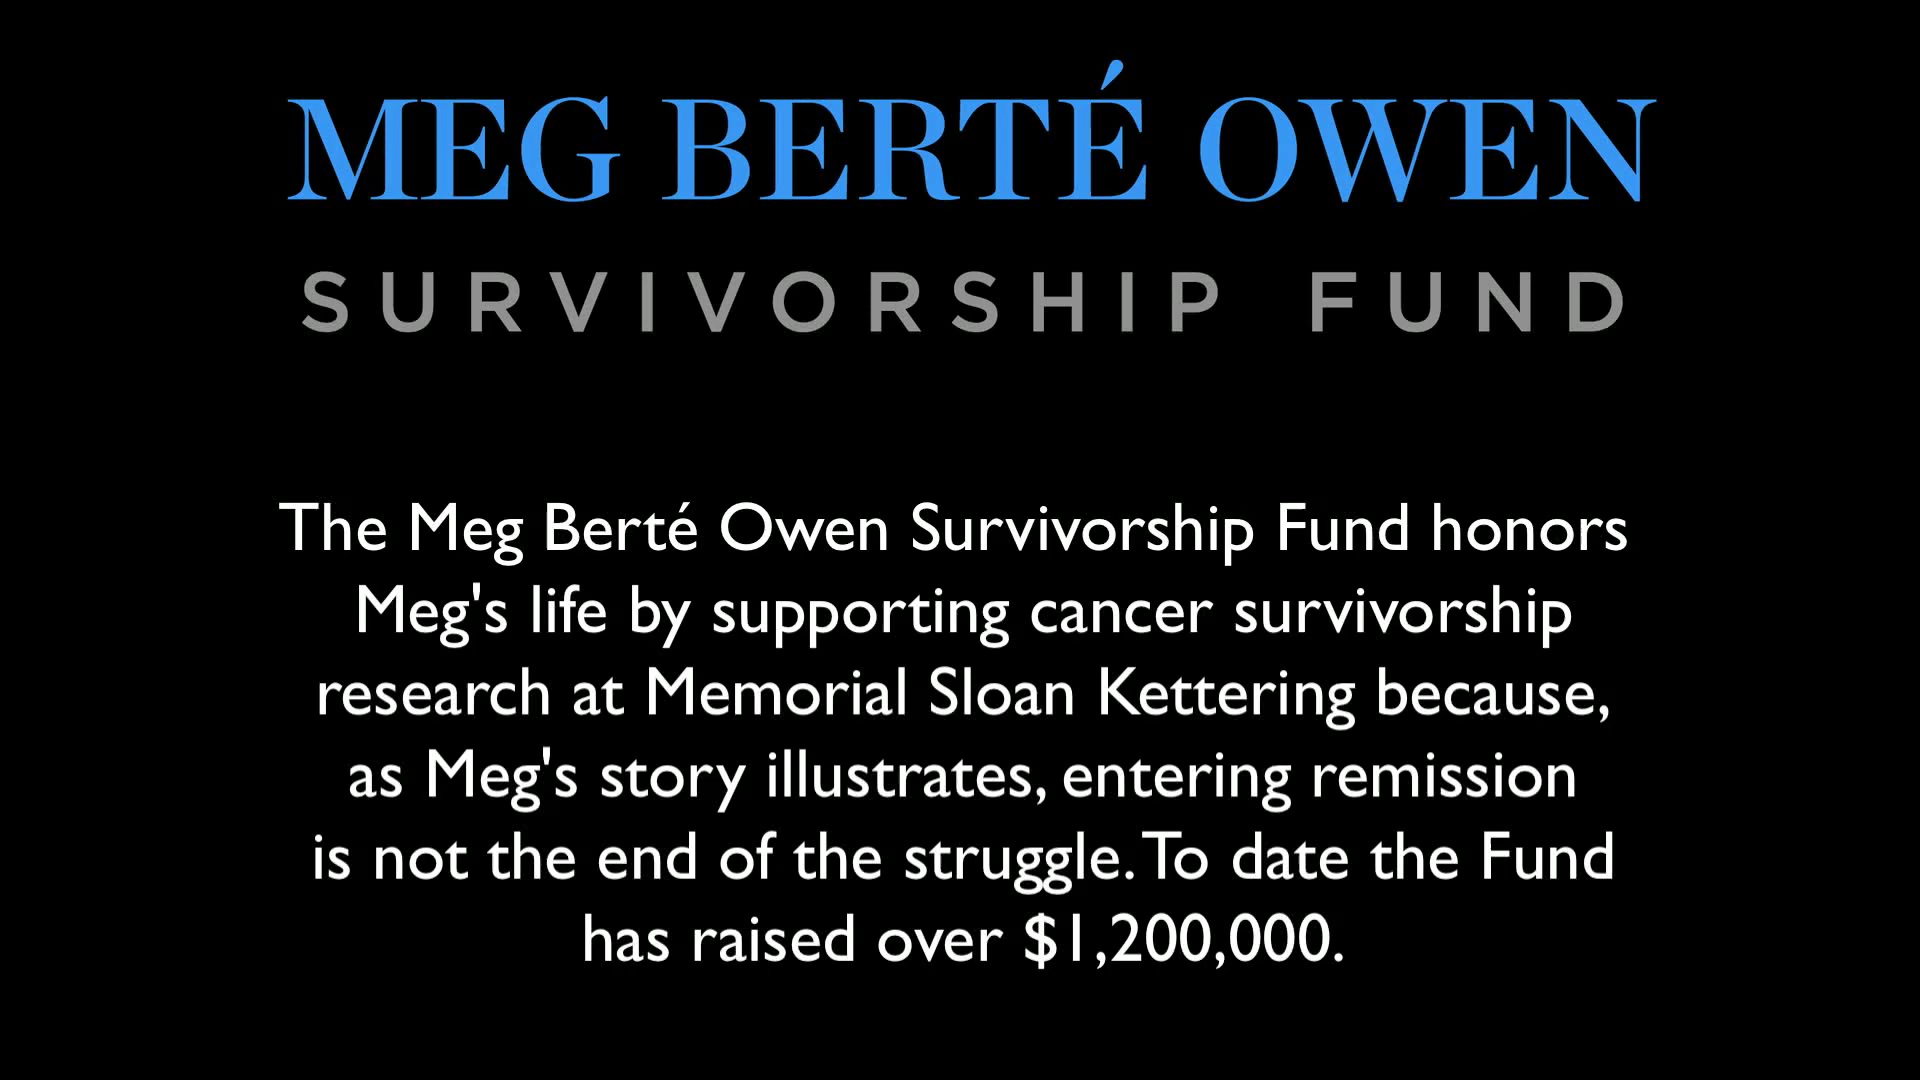 MEG BERTÉ OWEN
SURVIVORSHIP FUND
The Meg Berté Owen Survivorship Fund honors
Meg's life by supporting cancer survivorship
research at Memorial Sloan Kettering because,
as Meg's story illustrates, entering remission
is not the end of the struggle. To date the Fund
has raised over $1,200,000.